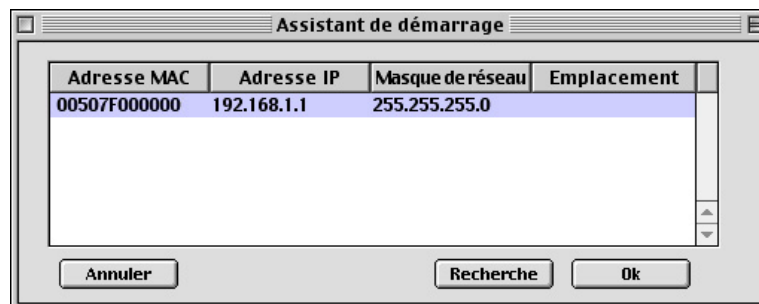 Assistant de démarrage
Adresse MAC Adresse IP Masque de réseau Emplacement
00507F000000 192.168.1.1 255.255.255.0
Annuler Recherche Ok